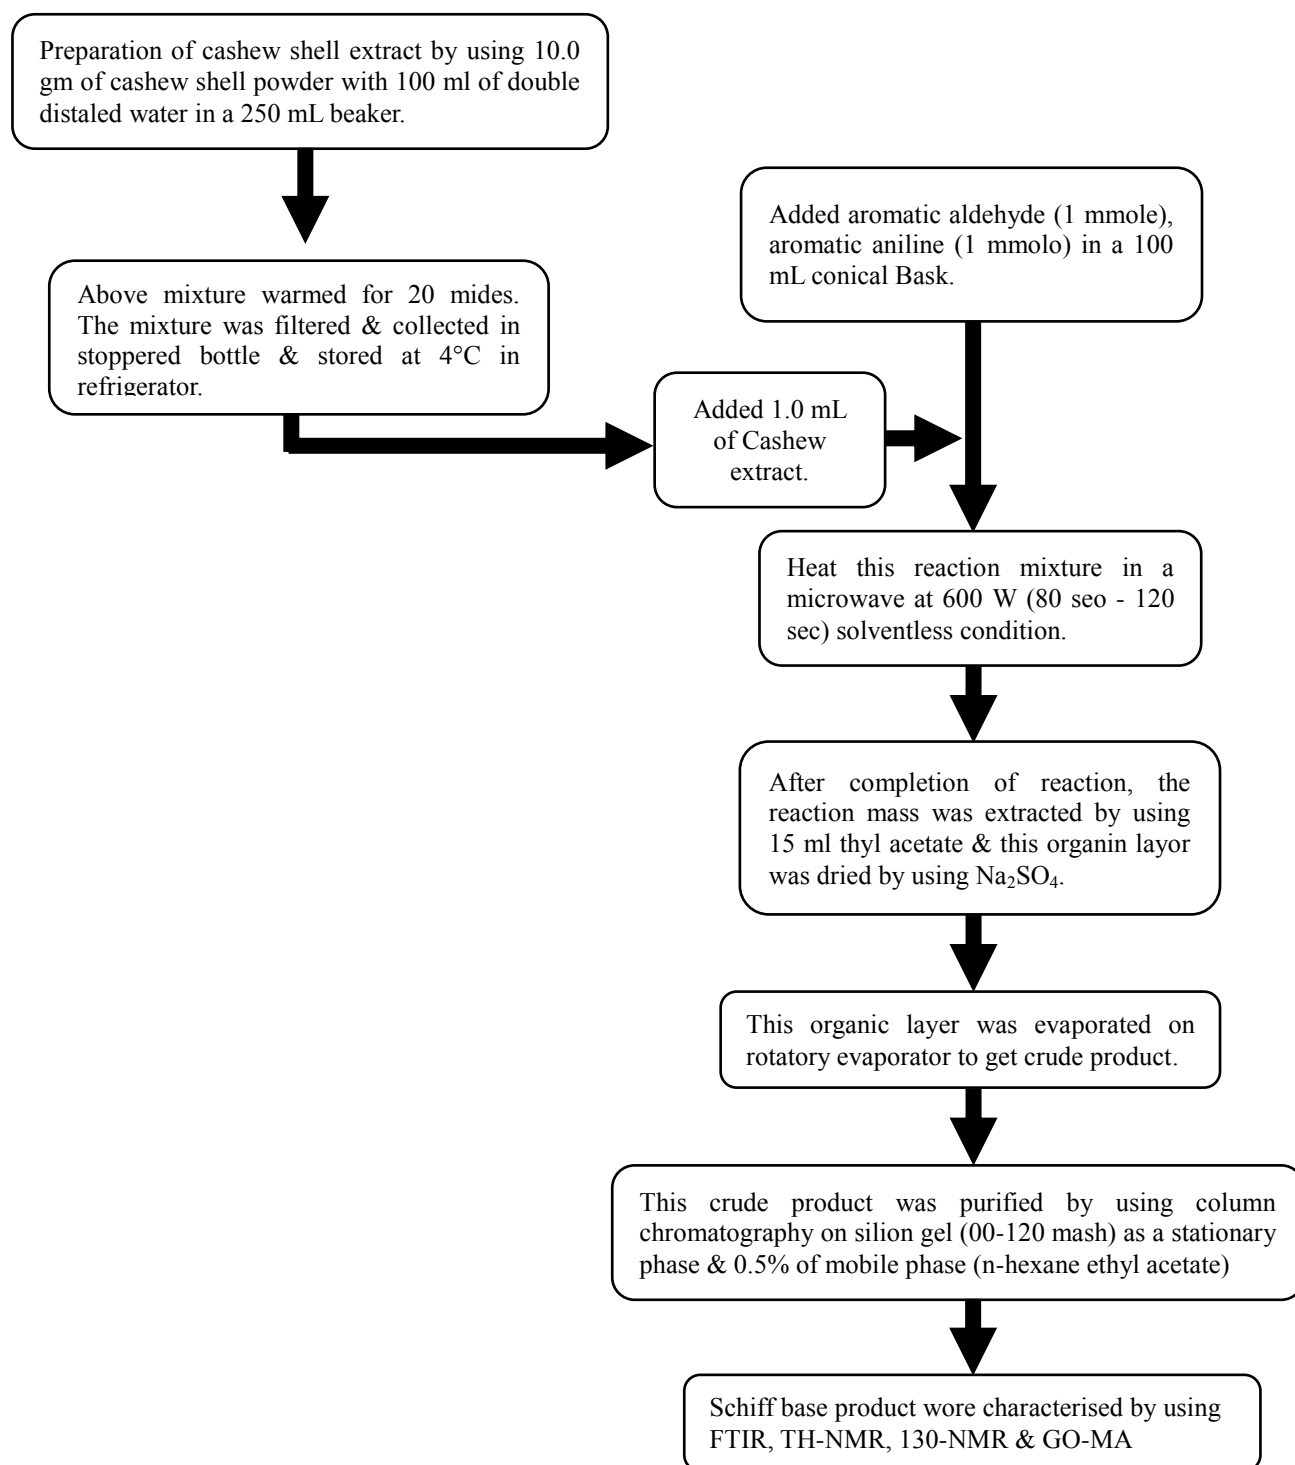 Preparation of cashew shell extract by using 10.0
gm of cashew shell powder with 100 ml of double
distaled water in a 250 mL beaker.
Above mixture warmed for 20 mides.
The mixture was filtered & collected in
stoppered bottle & stored at 4°C in
refrigerator.
Added aromatic aldehyde (1 mmole),
aromatic aniline (1 mmolo) in a 100
mL conical Bask.
Added 1.0 mL
of Cashew
extract.
Heat this reaction mixture in a
microwave at 600 W (80 seo - 120
sec) solventless condition.
After completion of reaction, the
reaction mass was extracted by using
15 ml thyl acetate & this organin layor
was dried by using Na₂SO₄.
This organic layer was evaporated on
rotatory evaporator to get crude product.
This crude product was purified by using column
chromatography on silion gel (00-120 mash) as a stationary
phase & 0.5% of mobile phase (n-hexane ethyl acetate)
Schiff base product wore characterised by using
FTIR, TH-NMR, 130-NMR & GO-MA